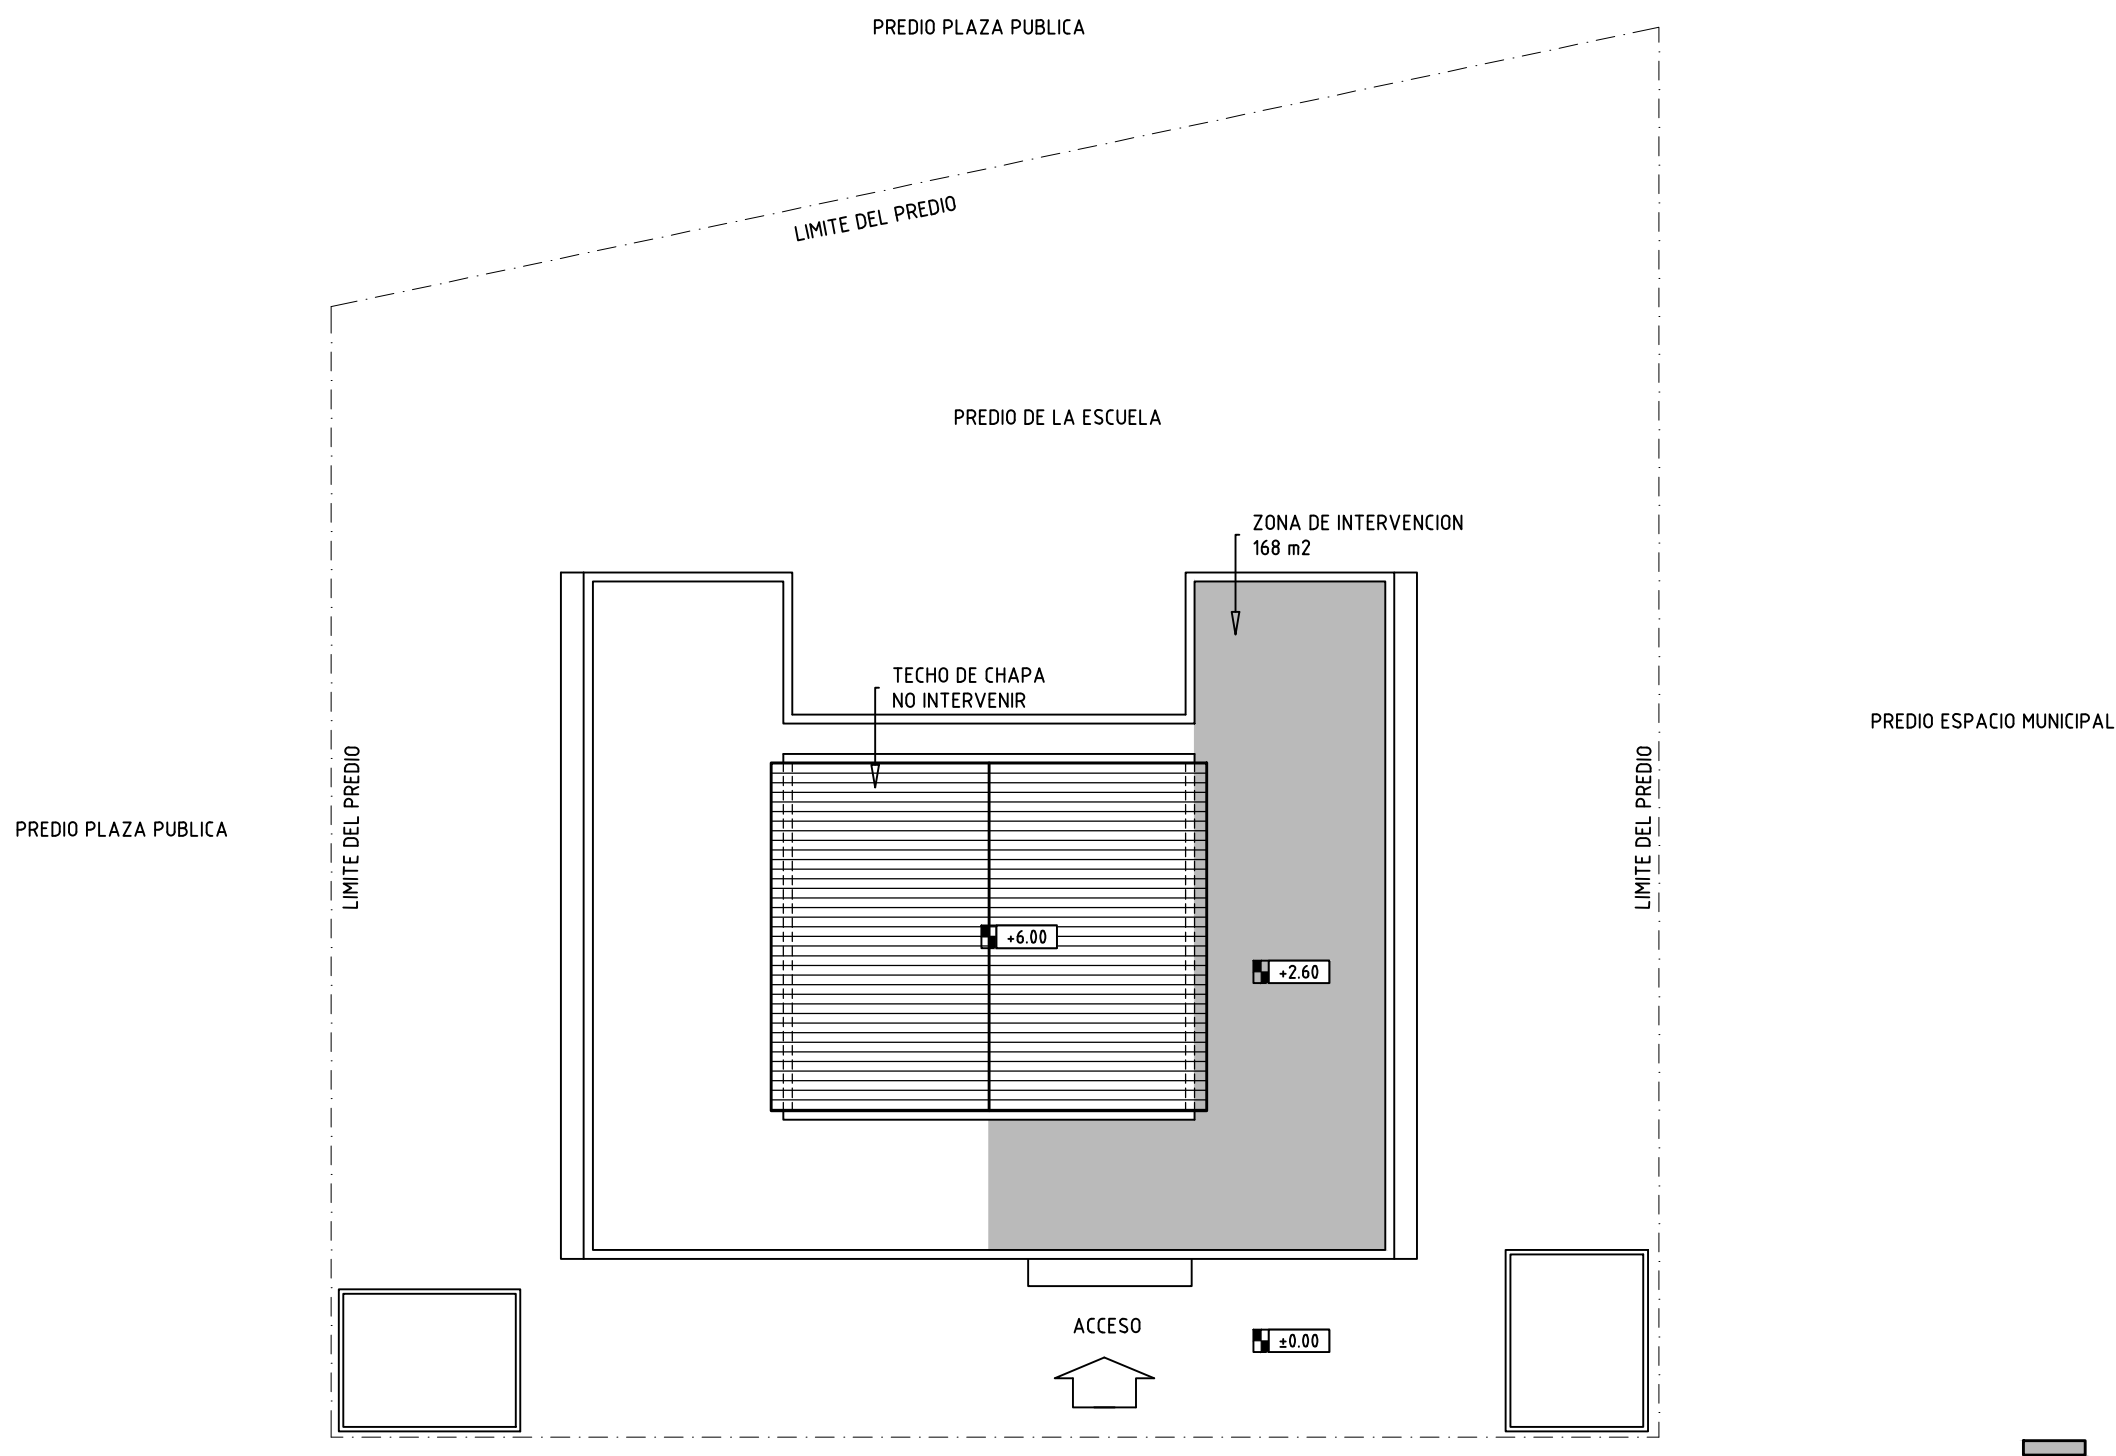 PREDIO PLAZA PUBLICA
LIMITE DEL PREDIO
PREDIO DE LA ESCUELA
ZONA DE INTERVENCION
168 m2
TECHO DE CHAPA
NO INTERVENIR
PREDIO ESPACIO MUNICIPAL
LIMITE DEL PREDIO
LIMITE DEL PREDIO
PREDIO PLAZA PUBLICA
+6.00
+2.60
ACCESO
±0.00